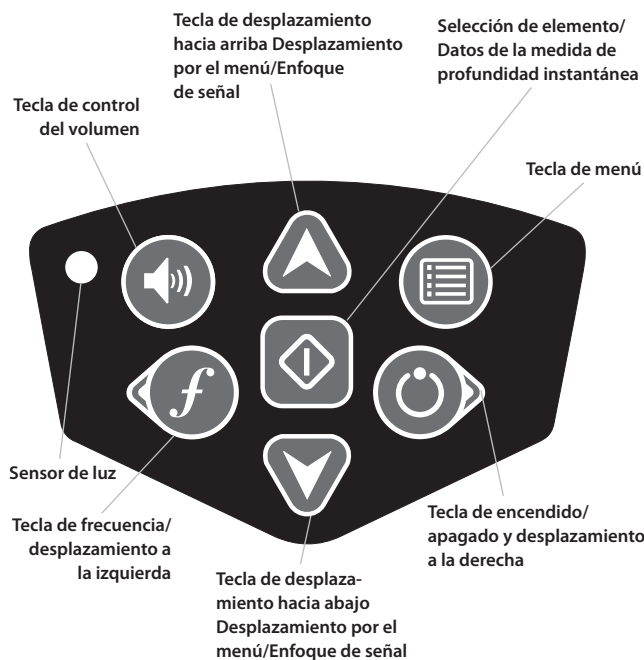 Tecla de desplazamiento
hacia arriba Desplazamiento
por el menú/Enfoque
de señal
Selección de elemento/
Datos de la medida de
profundidad instantánea
Tecla de control
del volumen
Tecla de menú
f
Sensor de luz
Tecla de frecuencia/
desplazamiento a
la izquierda
Tecla de desplaza-
miento hacia abajo
Desplazamiento por el
menú/Enfoque de señal
Tecla de encendido/
apagado y desplazamiento
a la derecha